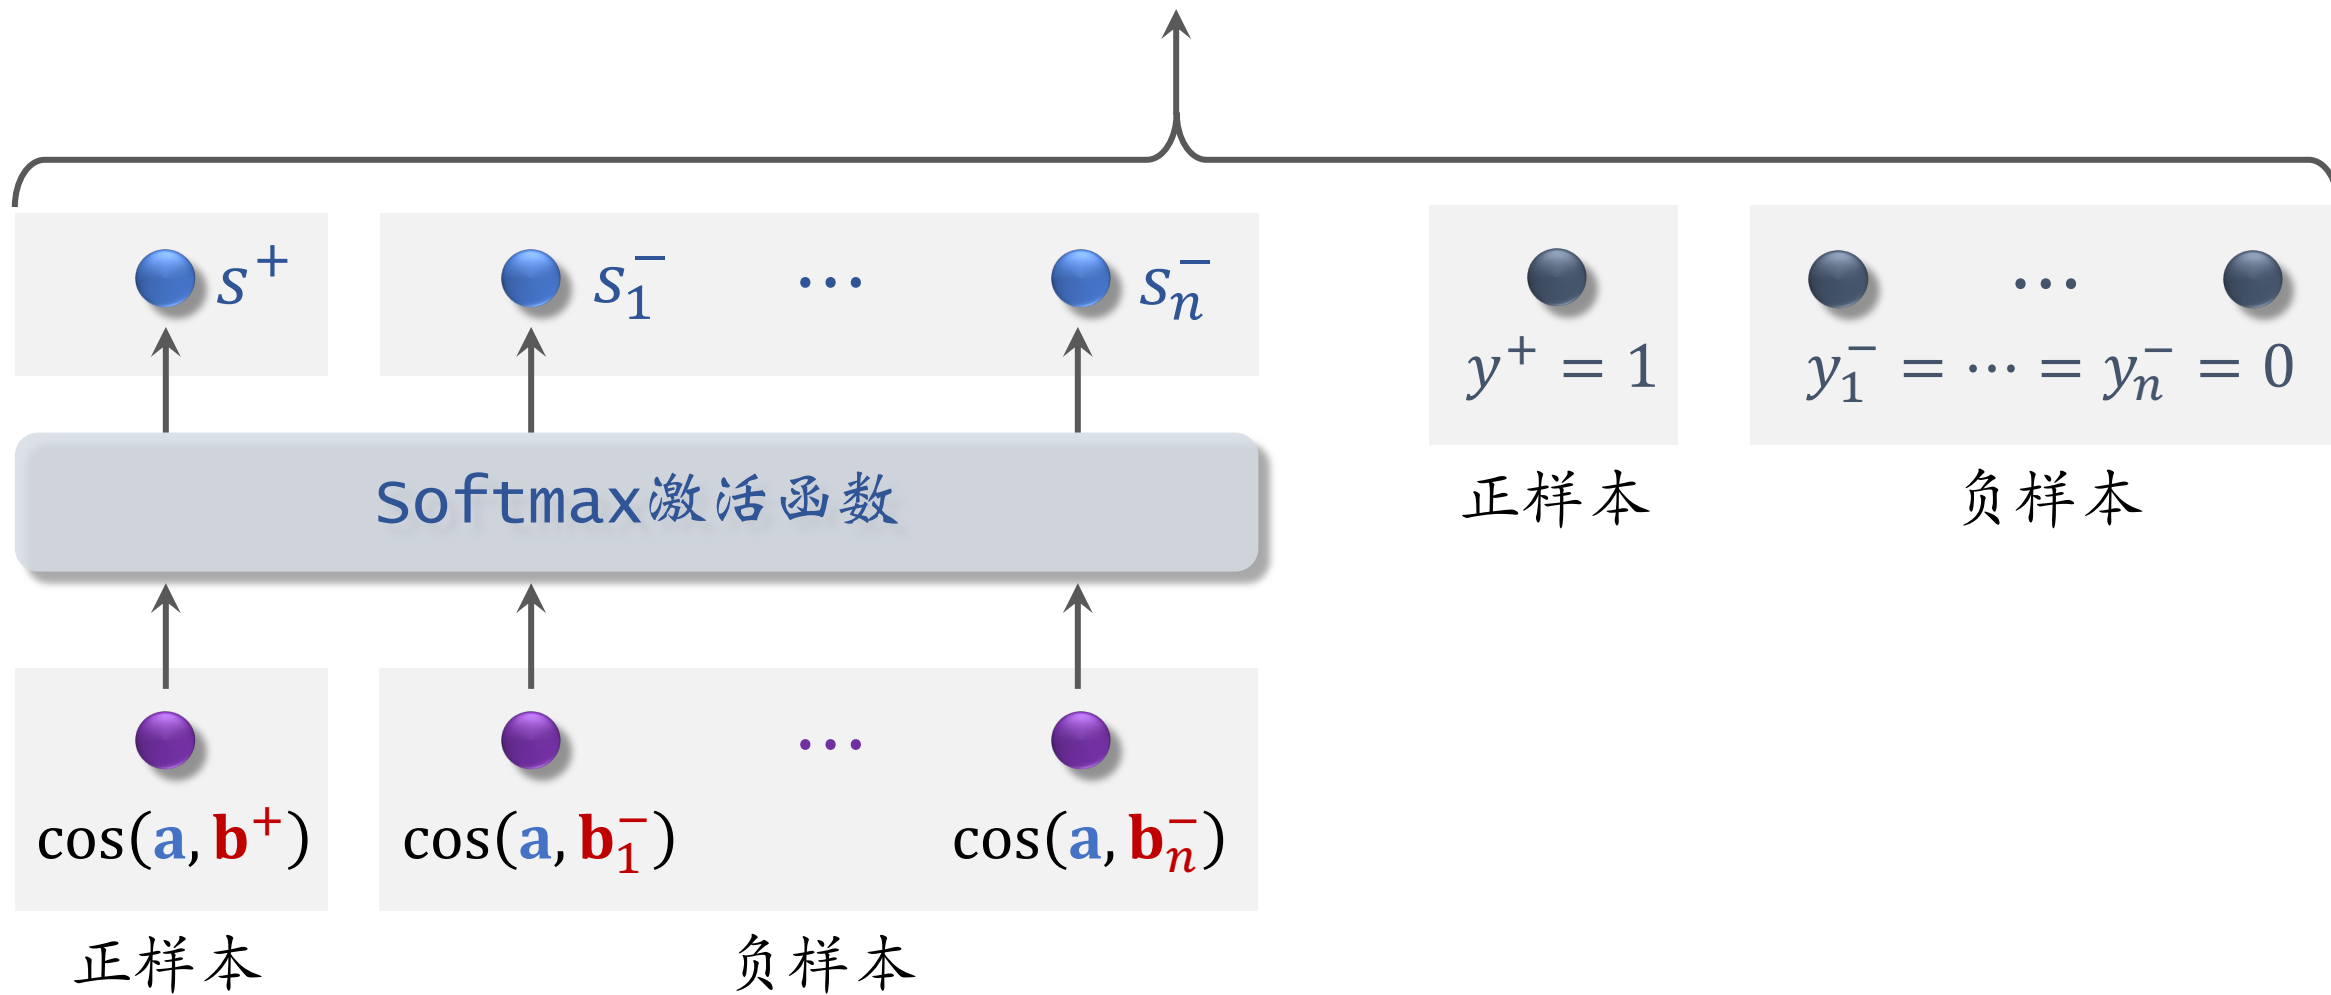 s⁺ s₁⁻ ⋯ sₙ⁻
y⁺ = 1 y₁⁻ = ⋯ = yₙ⁻ = 0
Softmax激活函数
正样本 负样本
cos(a, b⁺) cos(a, b₁⁻) ⋯ cos(a, bₙ⁻)
正样本 负样本